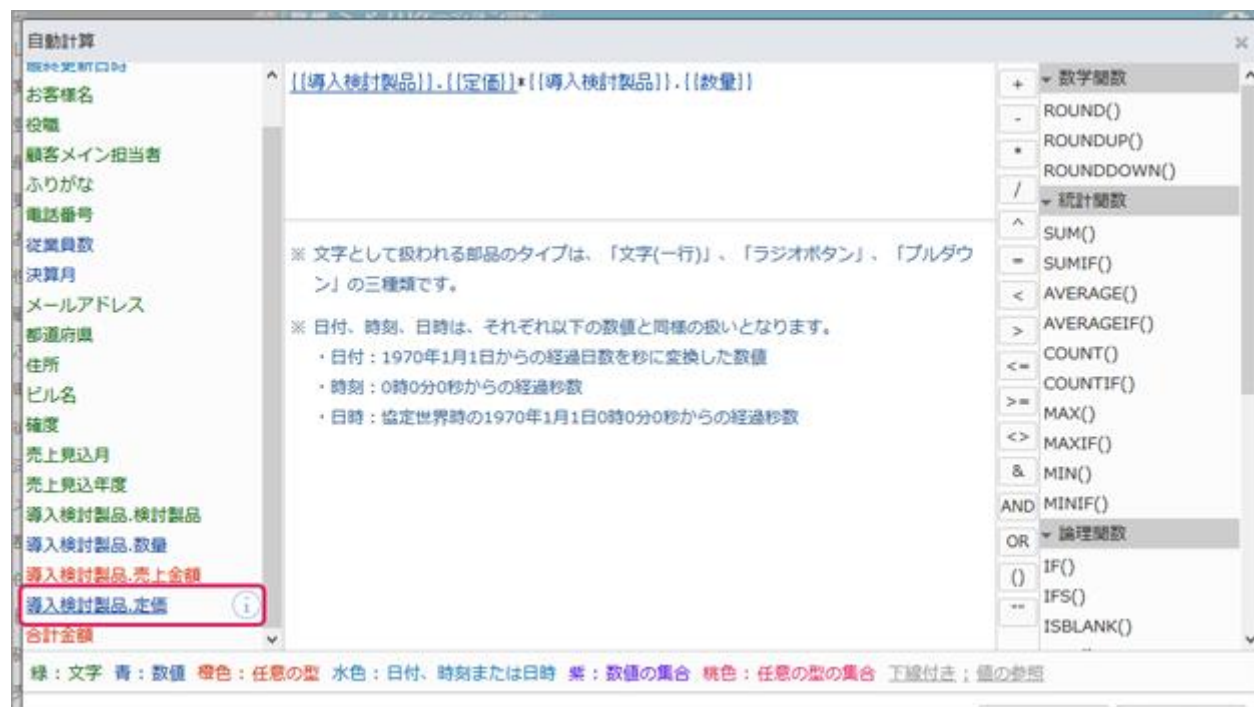 自動計算
×
最終更新日時
お客様名
役職
顧客メイン担当者
ふりがな
電話番号
従業員数
決算月
メールアドレス
都道府県
住所
ビル名
確度
売上見込月
売上見込年度
導入検討製品.検討製品
導入検討製品.数量
導入検討製品.売上金額
導入検討製品.定価
合計金額
{{導入検討製品}}.{{定価}}*{{導入検討製品}}.{{数量}}
※ 文字として扱われる部品のタイプは、「文字(一行)」、「ラジオボタン」、「プルダウ
ン」の三種類です。
※ 日付、時刻、日時は、それぞれ以下の数値と同様の扱いとなります。
・日付：1970年1月1日からの経過日数を秒に変換した数値
・時刻：0時0分0秒からの経過秒数
・日時：協定世界時の1970年1月1日0時0分0秒からの経過秒数
+
-
*
/
^
=
<
>
<=
>=
<>
&
AND
OR
()
""
数学関数
ROUND()
ROUNDUP()
ROUNDDOWN()
統計関数
SUM()
SUMIF()
AVERAGE()
AVERAGEIF()
COUNT()
COUNTIF()
MAX()
MAXIF()
MIN()
MINIF()
論理関数
IF()
IFS()
ISBLANK()
緑：文字 青：数値 橙色：任意の型 水色：日付、時刻または日時 紫：数値の集合 桃色：任意の型の集合 下線付き：値の参照